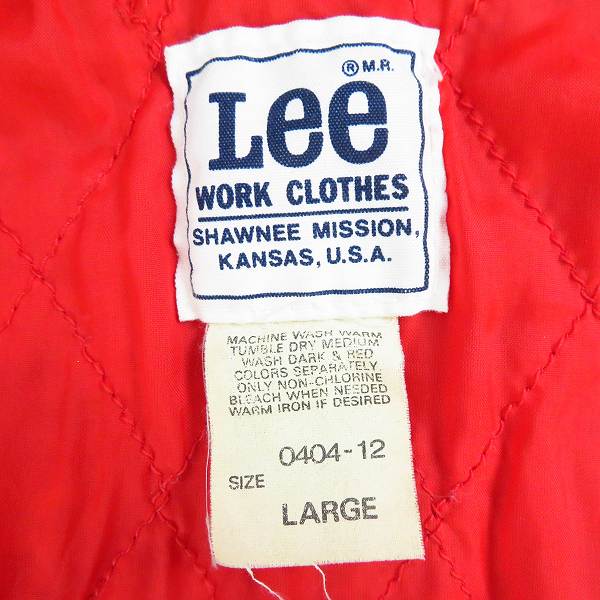 ® M.R.
Lee
WORK CLOTHES
SHAWNEE MISSION,
KANSAS, U.S.A.
MACHINE WASH WARM
TUMBLE DRY MEDIUM
WASH DARK & RED
COLORS SEPARATELY
ONLY NON-CHLORINE
BLEACH WHEN NEEDED
WARM IRON IF DESIRED
0404-12
SIZE
LARGE